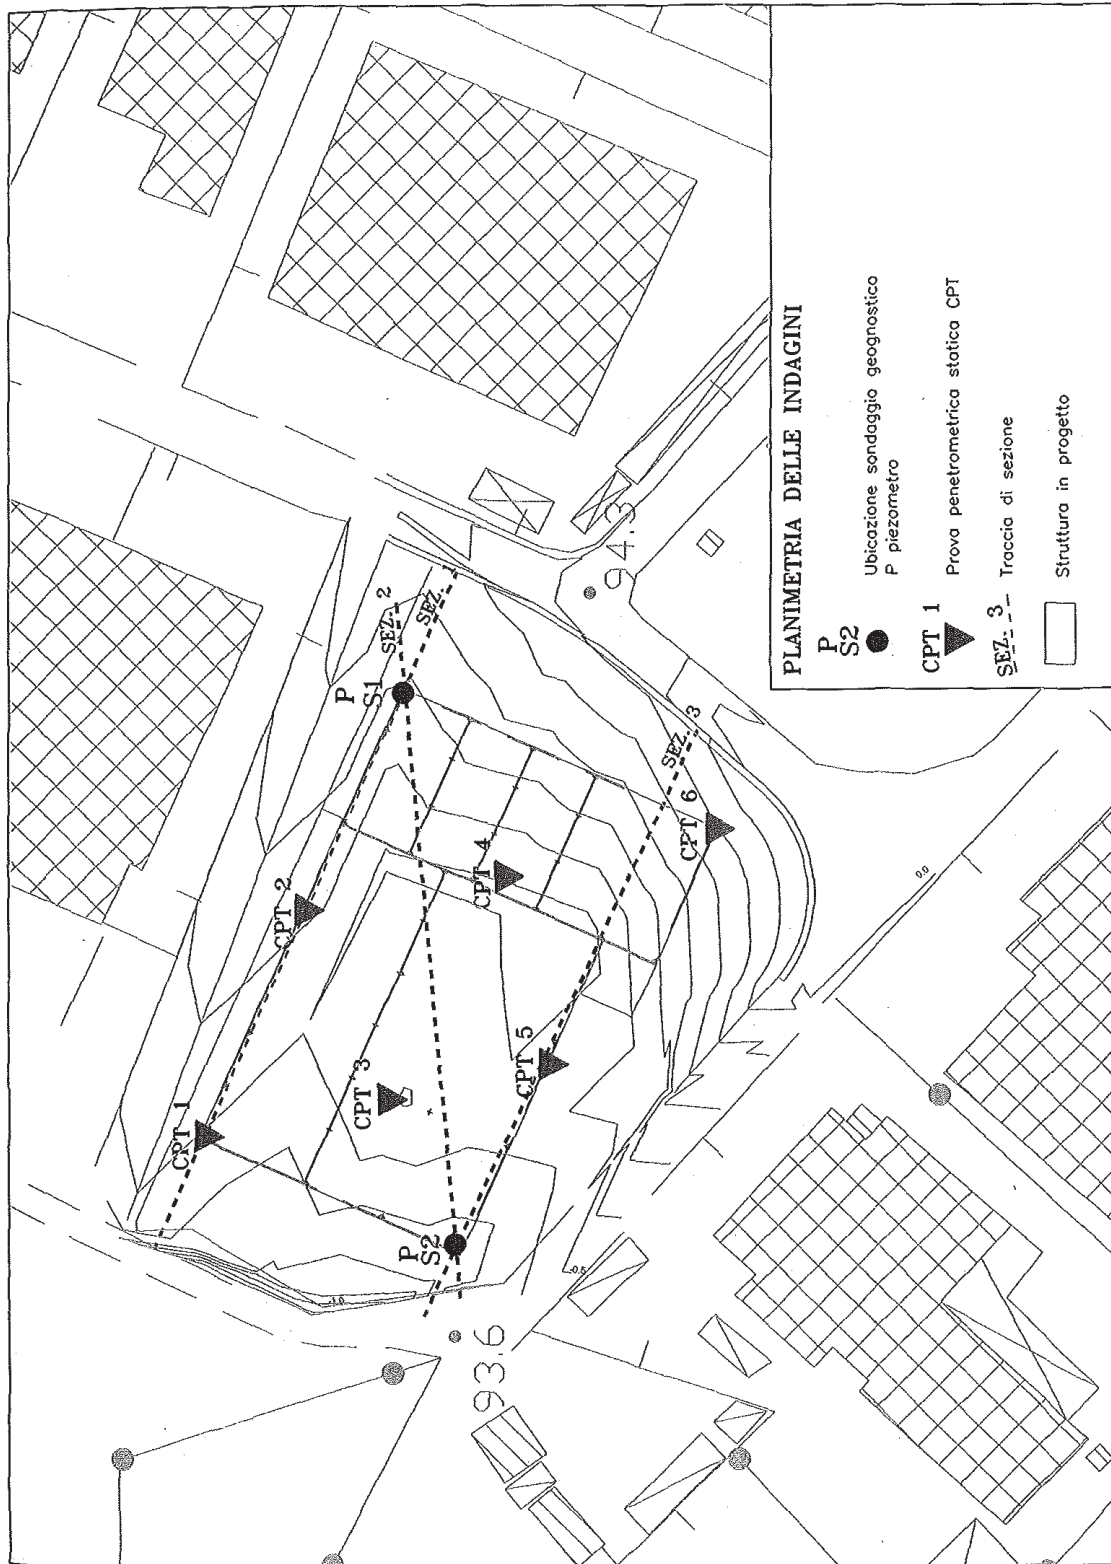 CPT 1
CPT 2
P
S1
SEZ. 2
SEZ.
CPT 3
CPT 4
P
S2
CPT 5
CPT 6
SEZ. 3
93.6
94.3
-1.0
-0.5
0.0
PLANIMETRIA DELLE INDAGINI
P
S2
Ubicazione sondaggio geognostico
P piezometro
CPT 1
Prova penetrometrica statica CPT
SEZ. 3
Traccia di sezione
Struttura in progetto